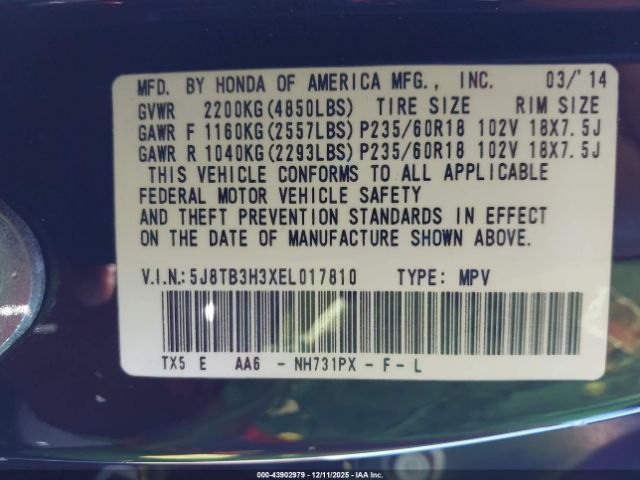 MFD. BY HONDA OF AMERICA MFG., INC. 03/'14
GVWR 2200KG(4850LBS) TIRE SIZE RIM SIZE
GAWR F 1160KG(2557LBS) P235/60R18 102V 18X7.5J
GAWR R 1040KG(2293LBS) P235/60R18 102V 18X7.5J
THIS VEHICLE CONFORMS TO ALL APPLICABLE
FEDERAL MOTOR VEHICLE SAFETY
AND THEFT PREVENTION STANDARDS IN EFFECT
ON THE DATE OF MANUFACTURE SHOWN ABOVE.
V.I.N.: 5J8TB3H3XEL017810 TYPE: MPV
TX5 E AA6 - NH731PX - F - L
000-43902979 - 12/11/2025 - IAA Inc.